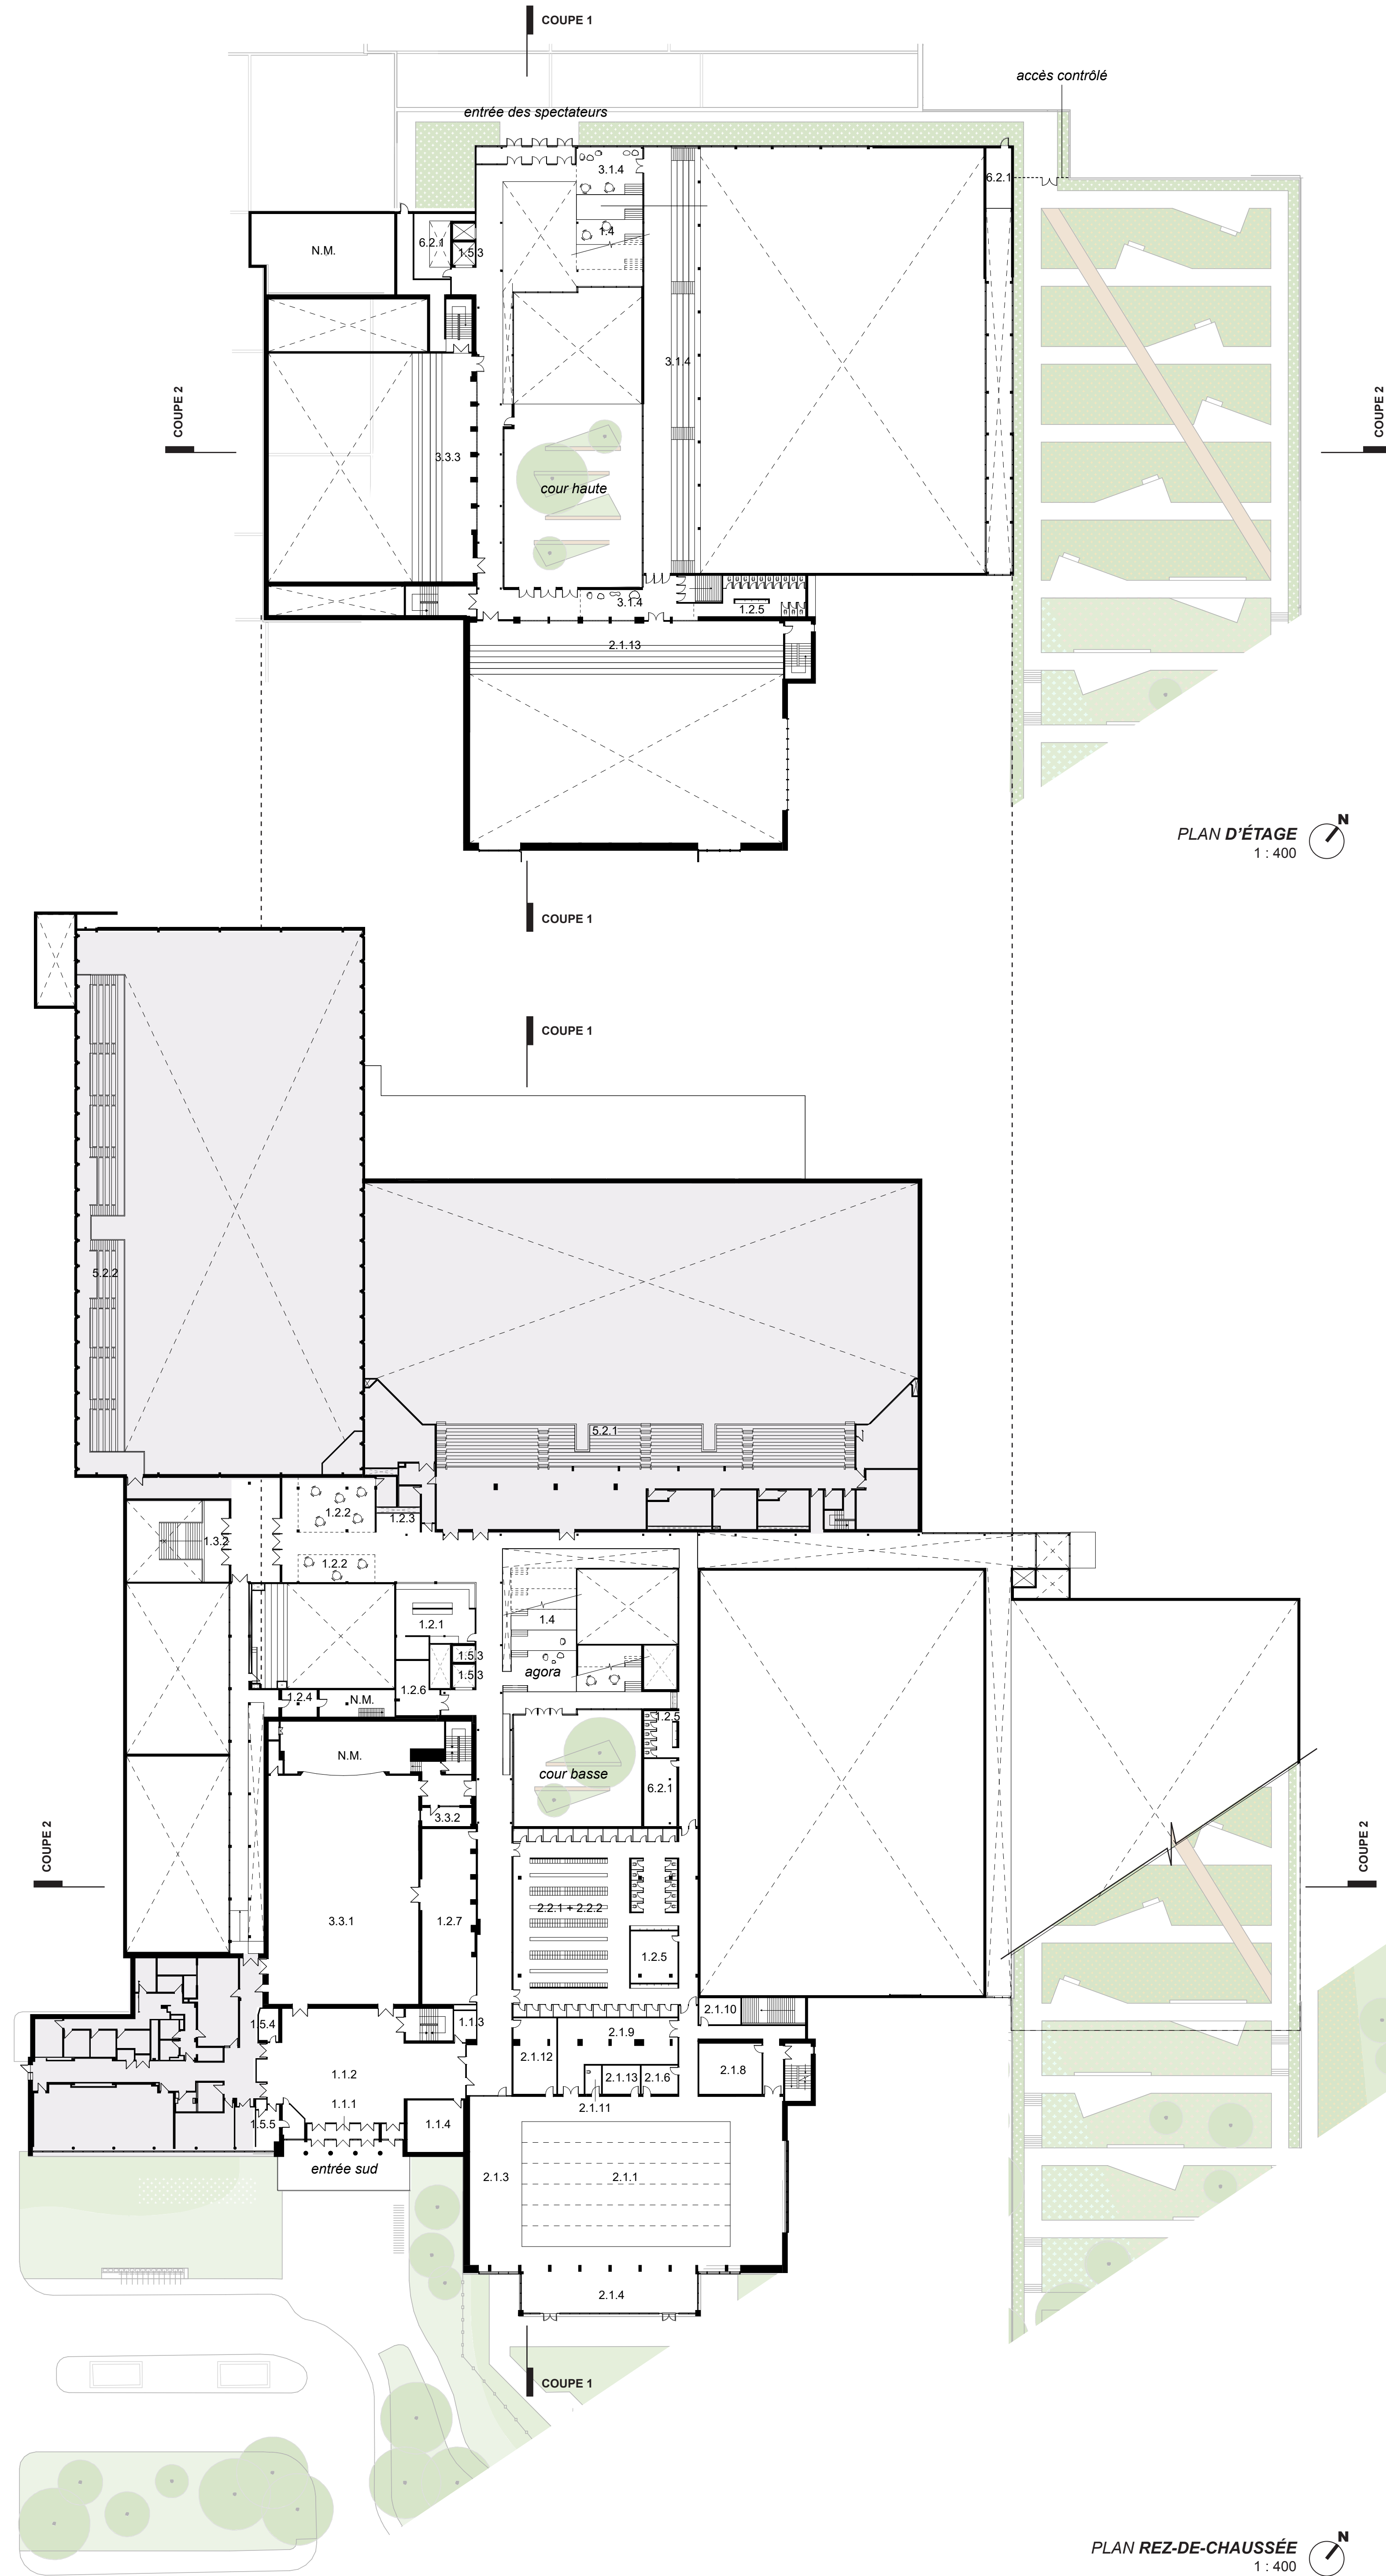 COUPE 1
accès contrôlé
entrée des spectateurs
3.1.4
6.2.1
1.4
6.2.1
1.5.3
N.M.
3.1.4
COUPE 2
COUPE 2
3.3.3
cour haute
3.1.4
1.2.5
2.1.13
PLAN D'ÉTAGE
1 : 400
N
COUPE 1
COUPE 1
5.2.2
5.2.1
1.2.2
1.2.3
1.3.2
1.2.2
1.2.1
1.4
1.5.3
agora
1.5.3
1.2.6
1.2.4
N.M.
1.2.5
N.M.
cour basse
6.2.1
3.3.2
COUPE 2
COUPE 2
2.2.1 + 2.2.2
3.3.1
1.2.7
1.2.5
2.1.10
1.5.4
1.1.3
2.1.9
1.1.2
2.1.12
2.1.13
2.1.6
2.1.8
1.1.1
2.1.11
1.5.5
1.1.4
entrée sud
2.1.3
2.1.1
2.1.4
COUPE 1
PLAN REZ-DE-CHAUSSÉE
1 : 400
N